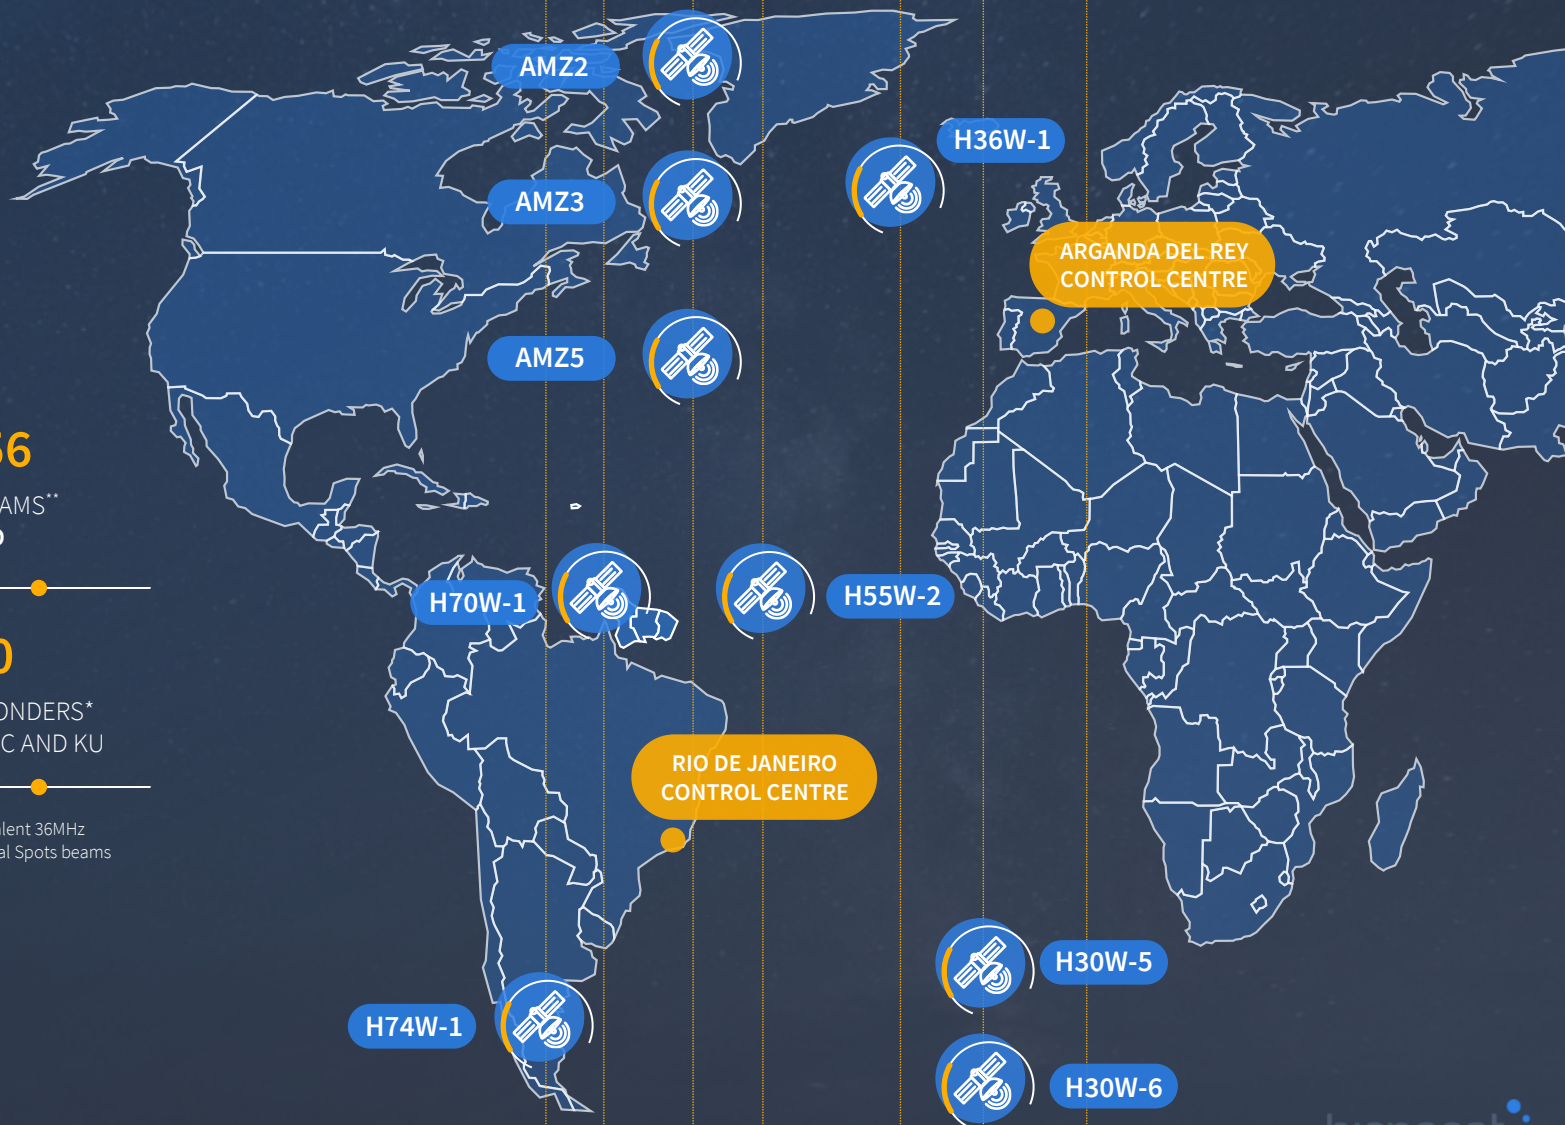 AMZ2
H36W-1
AMZ3
ARGANDA DEL REY
CONTROL CENTRE
AMZ5
H70W-1
H55W-2
RIO DE JANEIRO
CONTROL CENTRE
H30W-5
H74W-1
H30W-6
56
AMS**
ONDERS*
C AND KU
lent 36MHz
al Spots beams